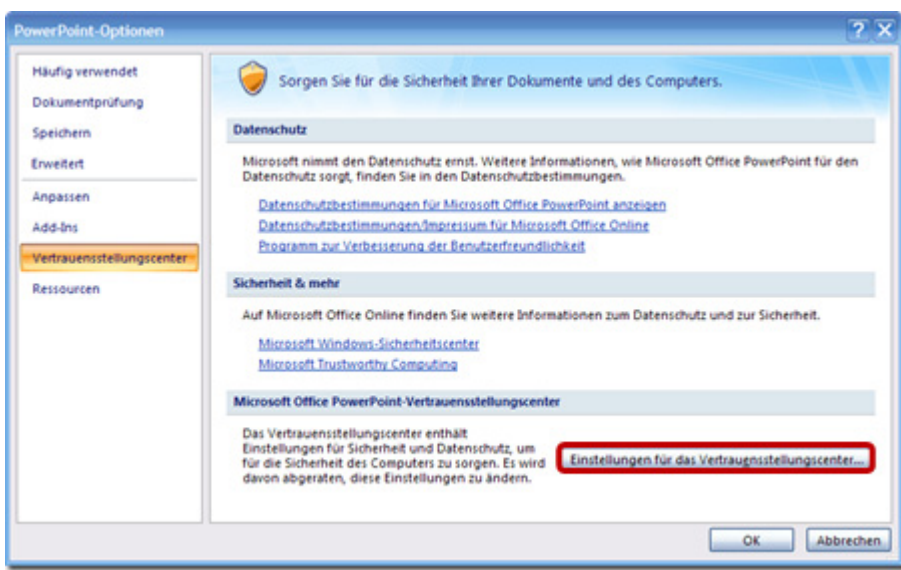 PowerPoint-Optionen
Häufig verwendet
Dokumentprüfung
Speichern
Erweitert
Anpassen
Add-Ins
Vertrauensstellungscenter
Ressourcen
Sorgen Sie für die Sicherheit Ihrer Dokumente und des Computers.
Datenschutz
Microsoft nimmt den Datenschutz ernst. Weitere Informationen, wie Microsoft Office PowerPoint für den
Datenschutz sorgt, finden Sie in den Datenschutzbestimmungen.
Datenschutzbestimmungen für Microsoft Office PowerPoint anzeigen
Datenschutzbestimmungen/Impressum für Microsoft Office Online
Programm zur Verbesserung der Benutzerfreundlichkeit
Sicherheit & mehr
Auf Microsoft Office Online finden Sie weitere Informationen zum Datenschutz und zur Sicherheit.
Microsoft Windows-Sicherheitscenter
Microsoft Trustworthy Computing
Microsoft Office PowerPoint-Vertrauensstellungscenter
Das Vertrauensstellungscenter enthält
Einstellungen für Sicherheit und Datenschutz, um
für die Sicherheit des Computers zu sorgen. Es wird
davon abgeraten, diese Einstellungen zu ändern.
Einstellungen für das Vertrauensstellungscenter...
OK
Abbrechen